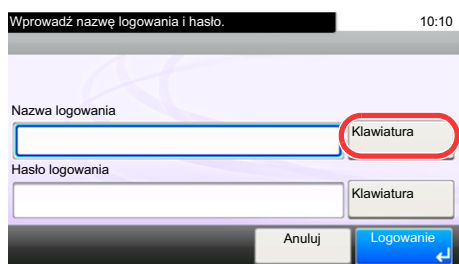 Wprowadź nazwę logowania i hasło. 10:10
Nazwa logowania
Klawiatura
Hasło logowania
Klawiatura
Anuluj Logowanie